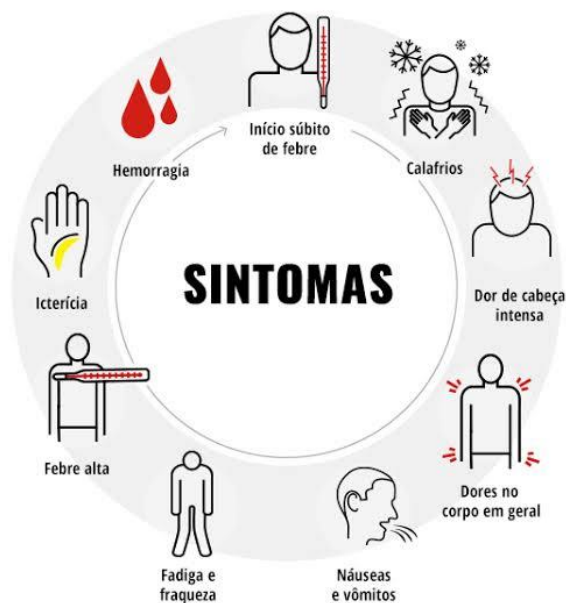 SINTOMAS
Início súbito
de febre
Calafrios
Dor de cabeça
intensa
Dores no
corpo em geral
Náuseas
e vômitos
Fadiga e
fraqueza
Febre alta
Icterícia
Hemorragia